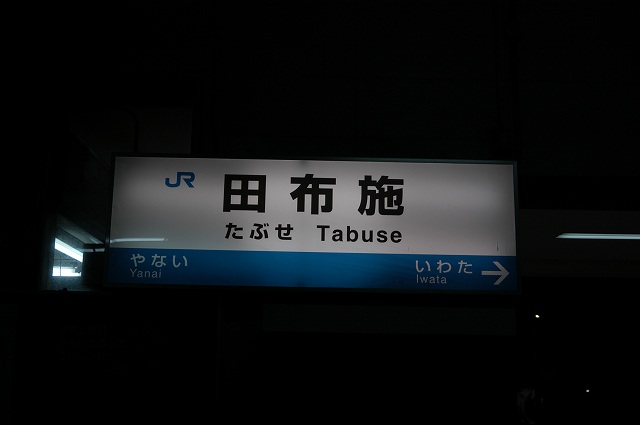 JR 田布施
たぶせ Tabuse
やない いわた
Yanai Iwata